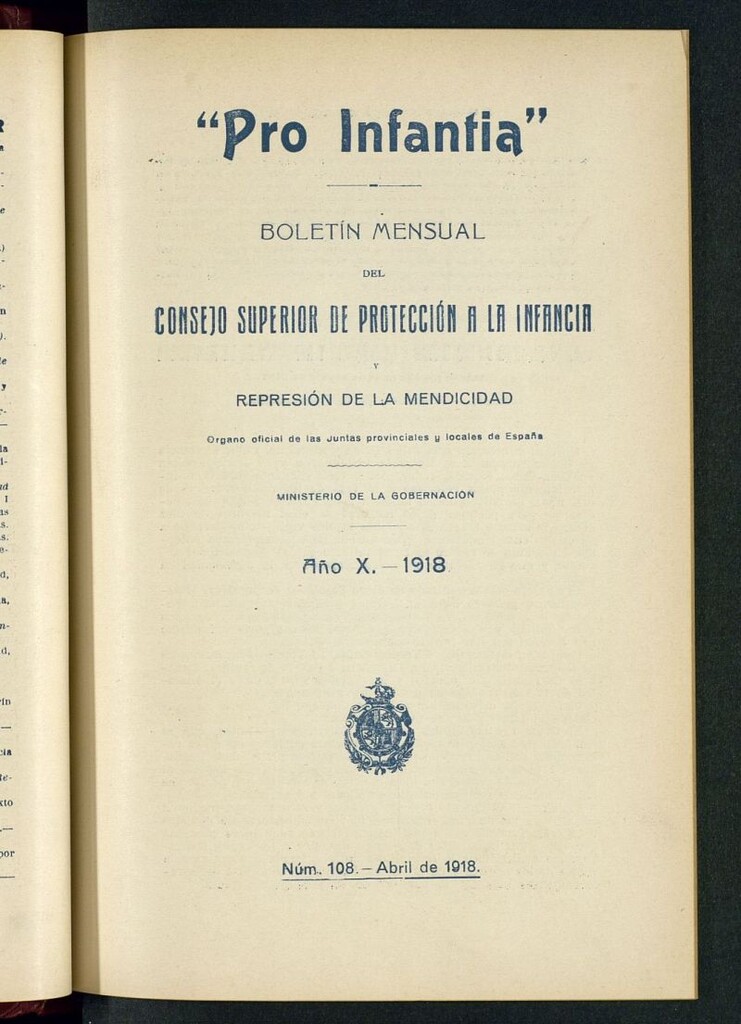 “Pro Infantia”
BOLETÍN MENSUAL
DEL
CONSEJO SUPERIOR DE PROTECCIÓN A LA INFANCIA
Y
REPRESIÓN DE LA MENDICIDAD
Organo oficial de las Juntas provinciales y locales de España
MINISTERIO DE LA GOBERNACIÓN
Año X. — 1918
Núm. 108. — Abril de 1918.